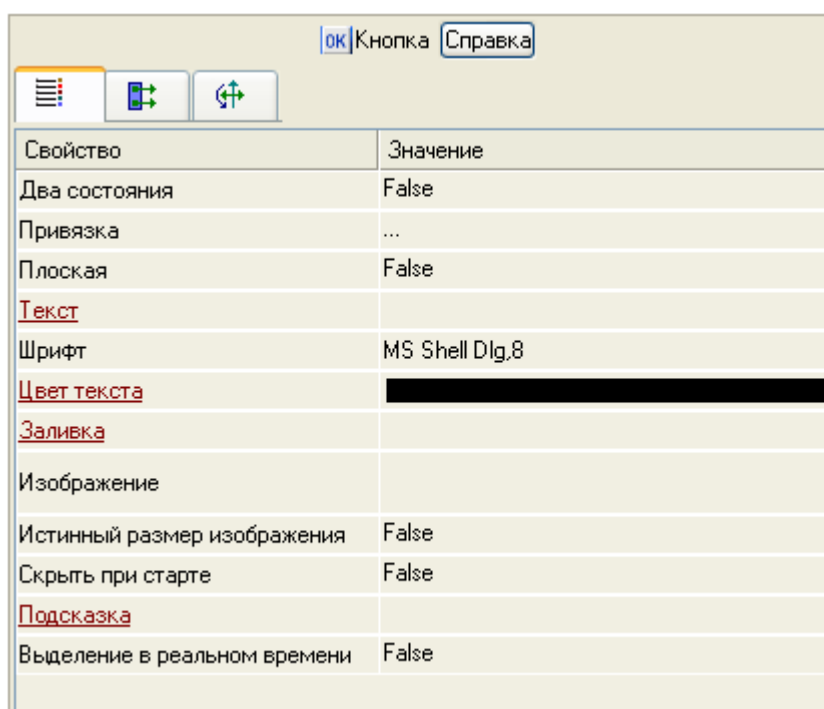 ок Кнопка Справка
Свойство Значение
Два состояния False
Привязка ...
Плоская False
Текст
Шрифт MS Shell Dlg,8
Цвет текста
Заливка
Изображение
Истинный размер изображения False
Скрыть при старте False
Подсказка
Выделение в реальном времени False